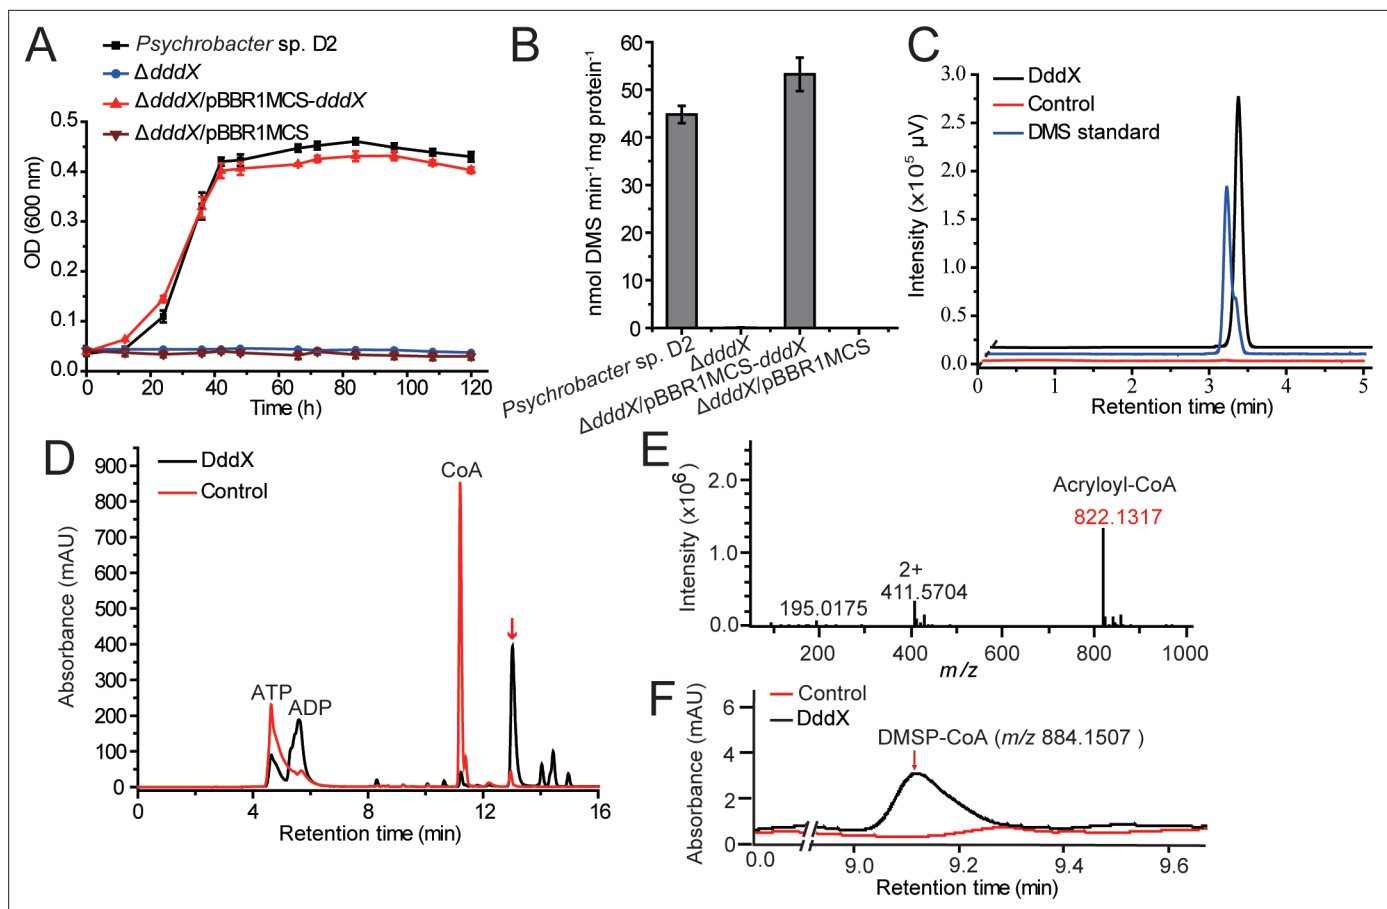 A
Psychrobacter sp. D2
ΔdddX
ΔdddX/pBBR1MCS-dddX
ΔdddX/pBBR1MCS
0.5
0.4
0.3
0.2
0.1
0.0
OD (600 nm)
0 20 40 60 80 100 120
Time (h)
B
60
50
40
30
20
10
0
nmol DMS min⁻¹ mg protein⁻¹
Psychrobacter sp. D2
ΔdddX
ΔdddX/pBBR1MCS-dddX
ΔdddX/pBBR1MCS
C
DddX
Control
DMS standard
3.0
2.5
2.0
1.5
1.0
0.5
0.0
Intensity (×10⁵ μV)
0 1 2 3 4 5
Retention time (min)
D
DddX
Control
900
800
700
600
500
400
300
200
100
0
Absorbance (mAU)
CoA
ATP
ADP
0 4 8 12 16
Retention time (min)
E
2.0
1.0
0.0
Intensity (×10⁶)
Acryloyl-CoA
822.1317
2+
411.5704
195.0175
200 400 600 800 1000
m/z
F
Control
DddX
DMSP-CoA (m/z 884.1507 )
6
4
2
0
Absorbance (mAU)
0.0 9.0 9.2 9.4 9.6
Retention time (min)